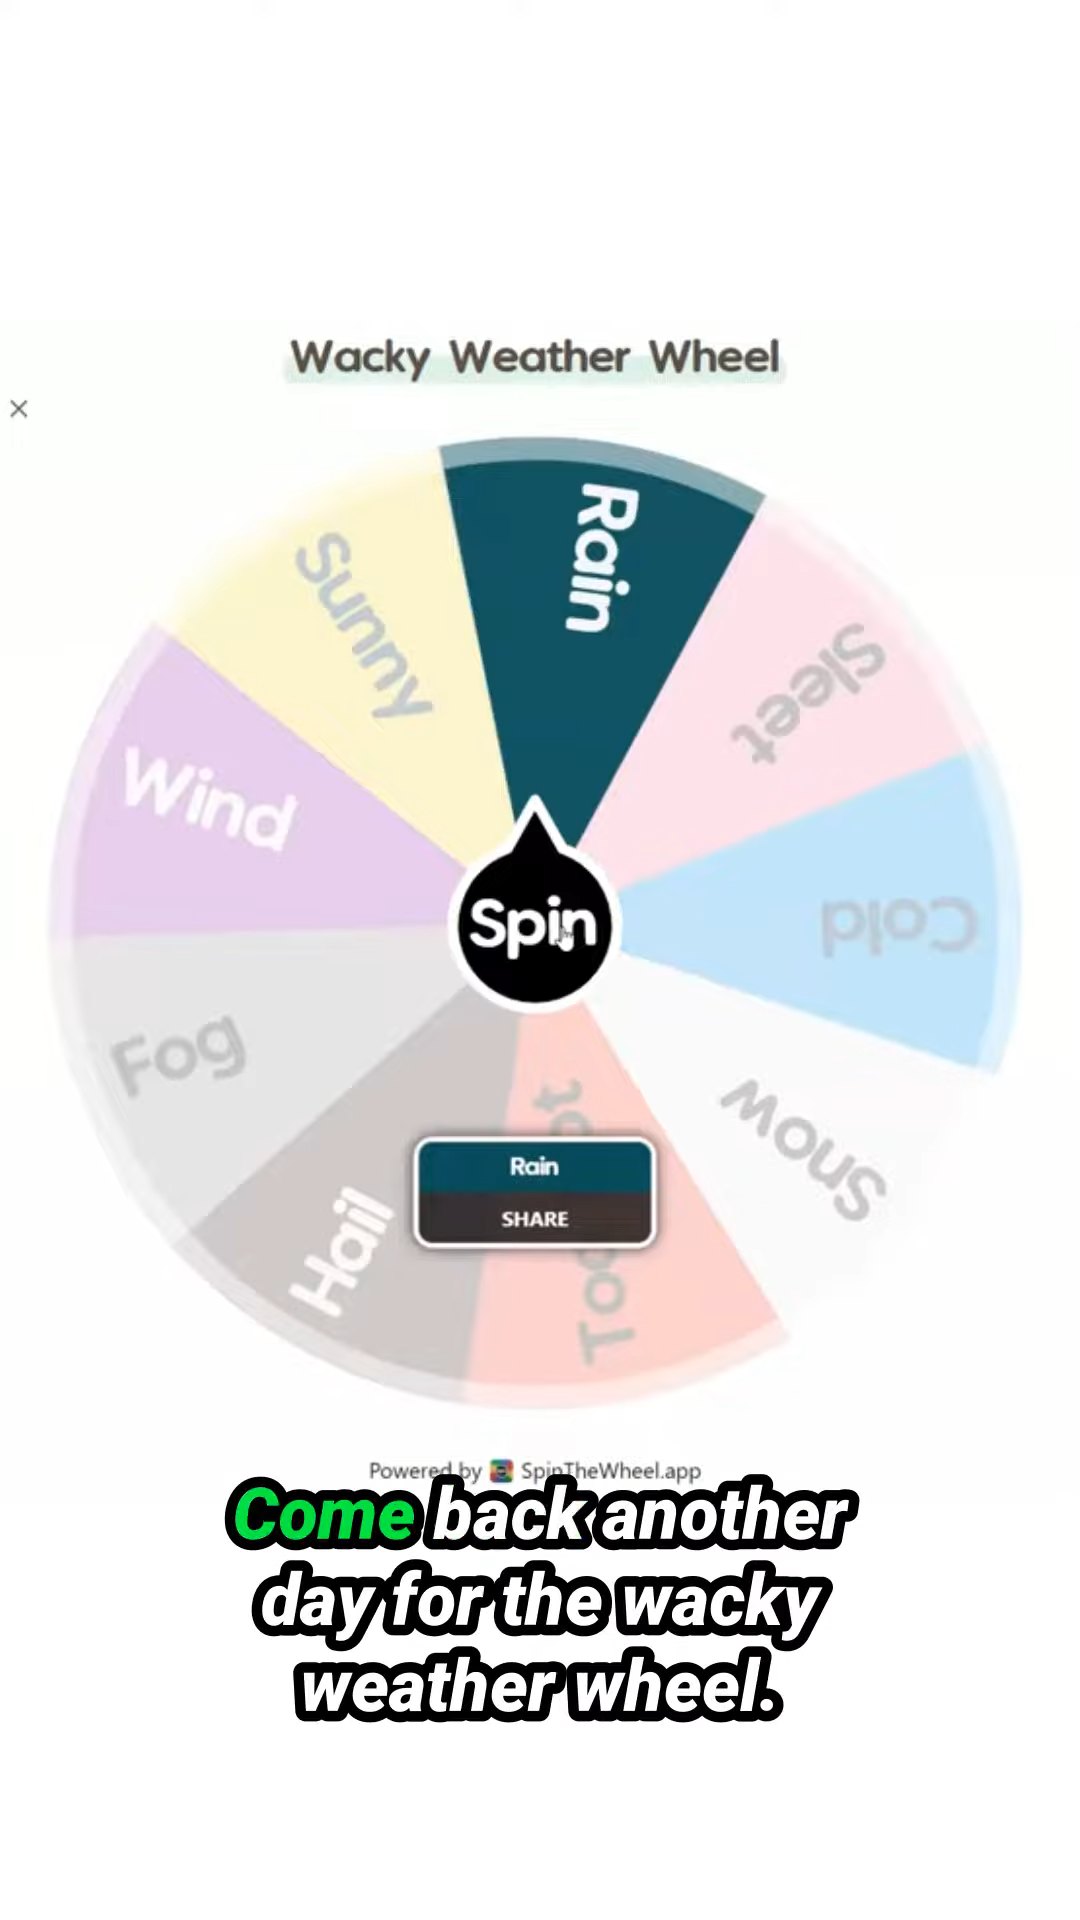 Wacky Weather Wheel
Rain
Sunny
Sleet
Wind
Cold
Spin
Fog
Snow
Hail
Rain
SHARE
Powered by SpinTheWheel.app
Come back another
day for the wacky
weather wheel.